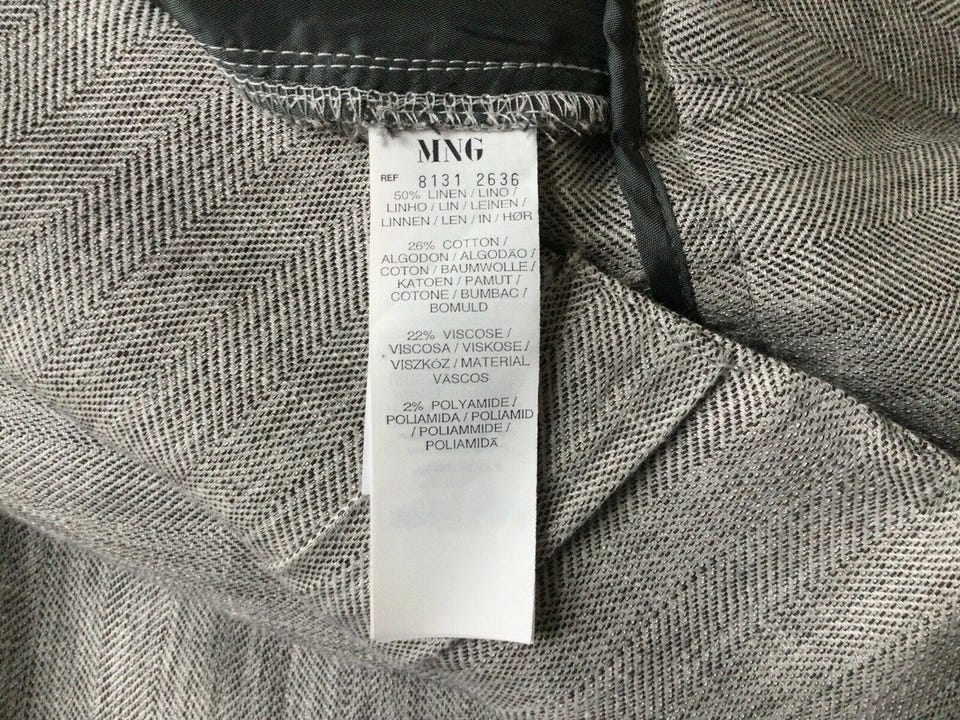 MNG
REF 8131 2636
50% LINEN / LINO /
LINHO / LIN / LEINEN /
LINNEN / LEN / IN / HØR
26% COTTON /
ALGODON / ALGODÃO /
COTON / BAUMWOLLE /
KATOEN / PAMUT /
COTONE / BUMBAC /
BOMULD
22% VISCOSE /
VISCOSA / VISKOSE /
VISZKÓZ / MATERIAL
VÂSCOS
2% POLYAMIDE /
POLIAMIDA / POLIAMID
/ POLIAMMIDE /
POLIAMIDĂ